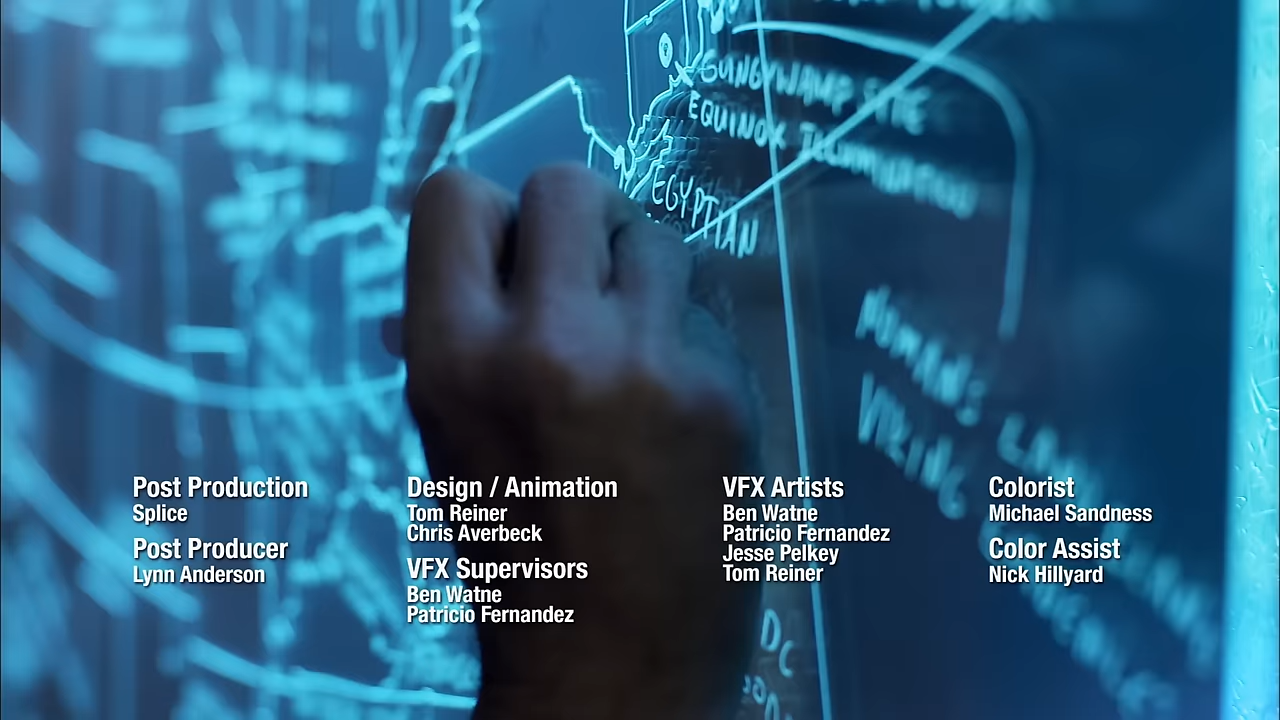 GUNGYWAMP SITE
EQUINOX
EGYPTIAN
VIKING
DC
Post Production
Splice
Post Producer
Lynn Anderson
Design / Animation
Tom Reiner
Chris Averbeck
VFX Supervisors
Ben Watne
Patricio Fernandez
VFX Artists
Ben Watne
Patricio Fernandez
Jesse Pelkey
Tom Reiner
Colorist
Michael Sandness
Color Assist
Nick Hillyard